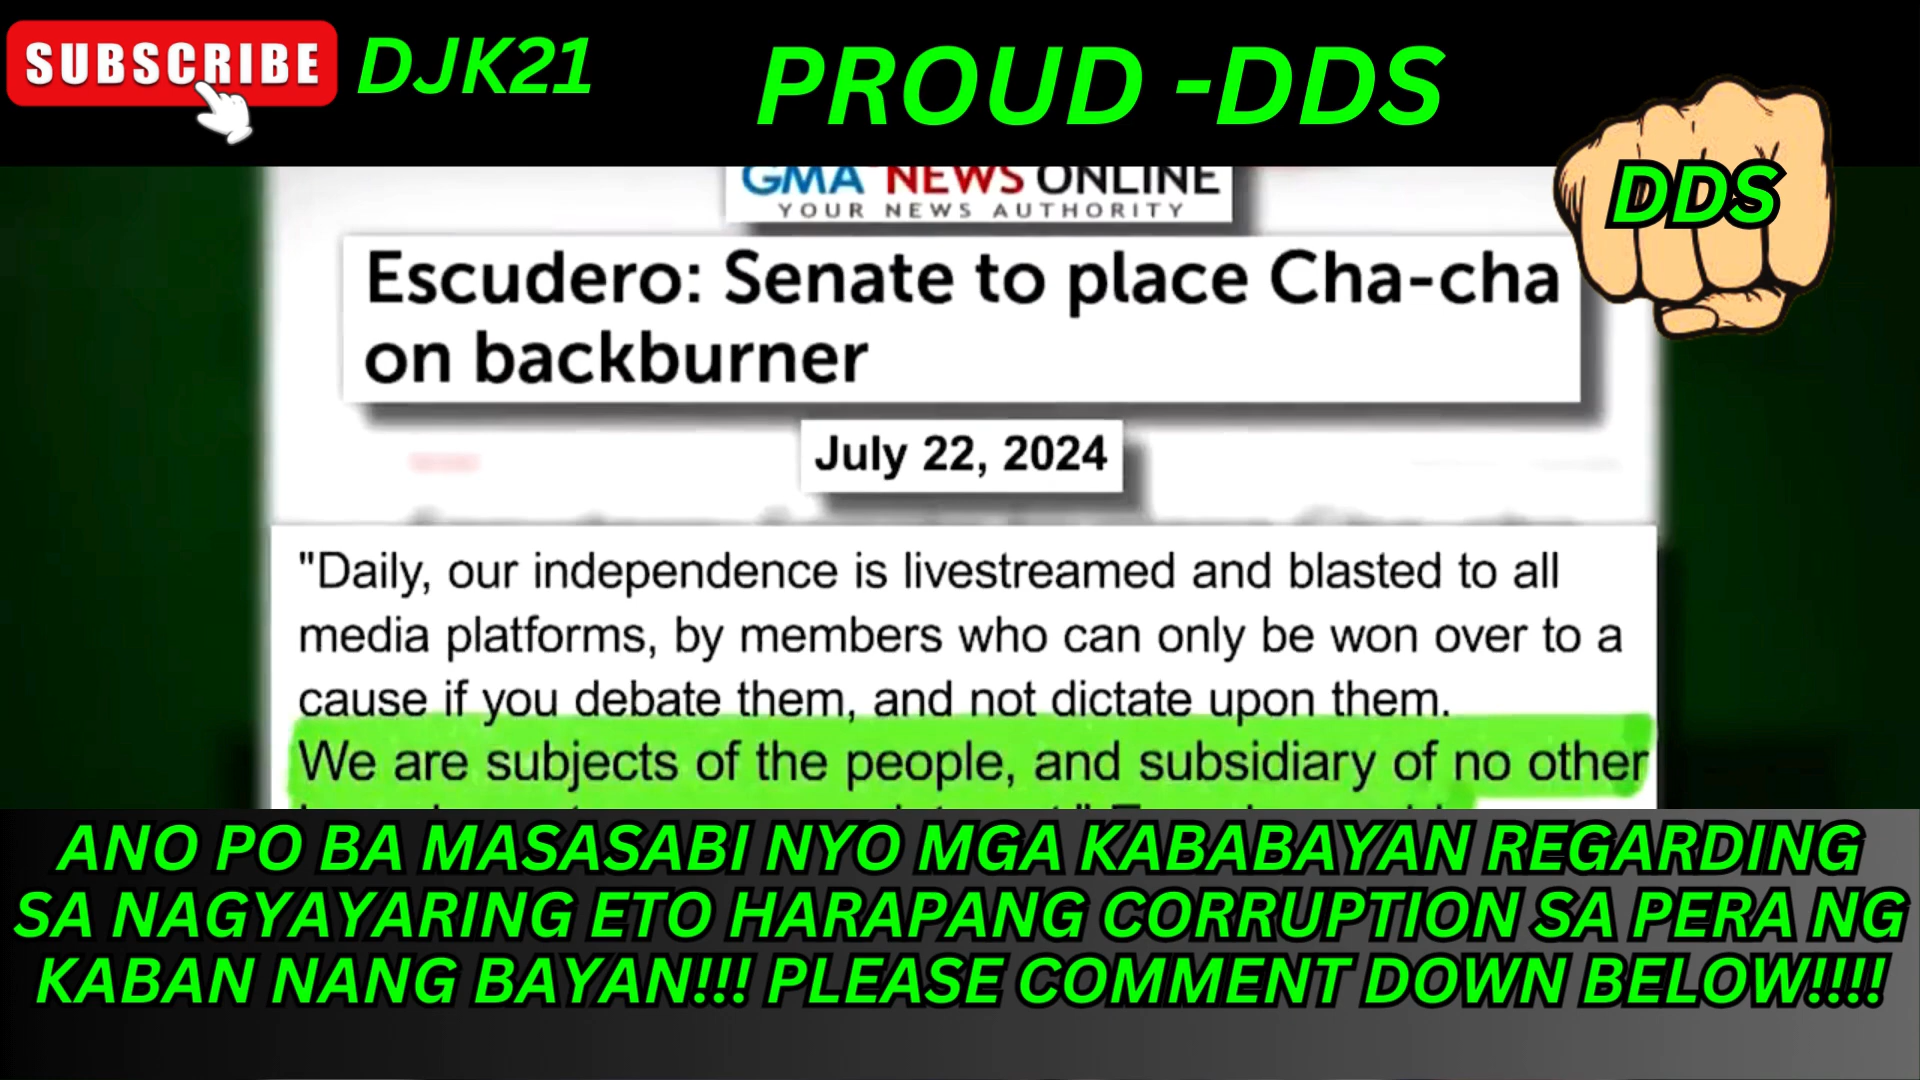 SUBSCRIBE DJK21 PROUD -DDS
DDS
GMA NEWS ONLINE
YOUR NEWS AUTHORITY
Escudero: Senate to place Cha-cha
on backburner
July 22, 2024
"Daily, our independence is livestreamed and blasted to all
media platforms, by members who can only be won over to a
cause if you debate them, and not dictate upon them.
We are subjects of the people, and subsidiary of no other
ANO PO BA MASASABI NYO MGA KABABAYAN REGARDING
SA NAGYAYARING ETO HARAPANG CORRUPTION SA PERA NG
KABAN NANG BAYAN!!! PLEASE COMMENT DOWN BELOW!!!!